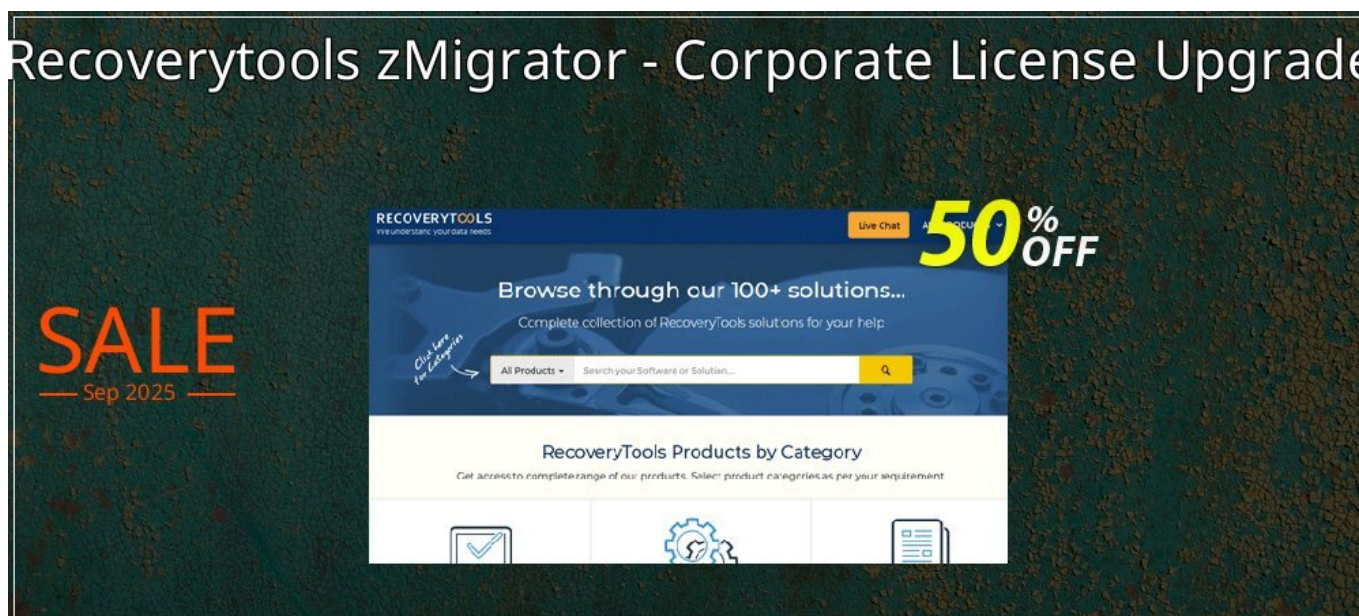 Recoverytools zMigrator - Corporate License Upgrade
RECOVERYTOOLS
We understand your data needs
Live Chat
50% OFF
Browse through our 100+ solutions...
Complete collection of RecoveryTools solutions for your help
Click here
for Categories
All Products
Search your Software or Solution...
SALE
Sep 2025
RecoveryTools Products by Category
Get access to complete range of our products. Select product categories as per your requirement